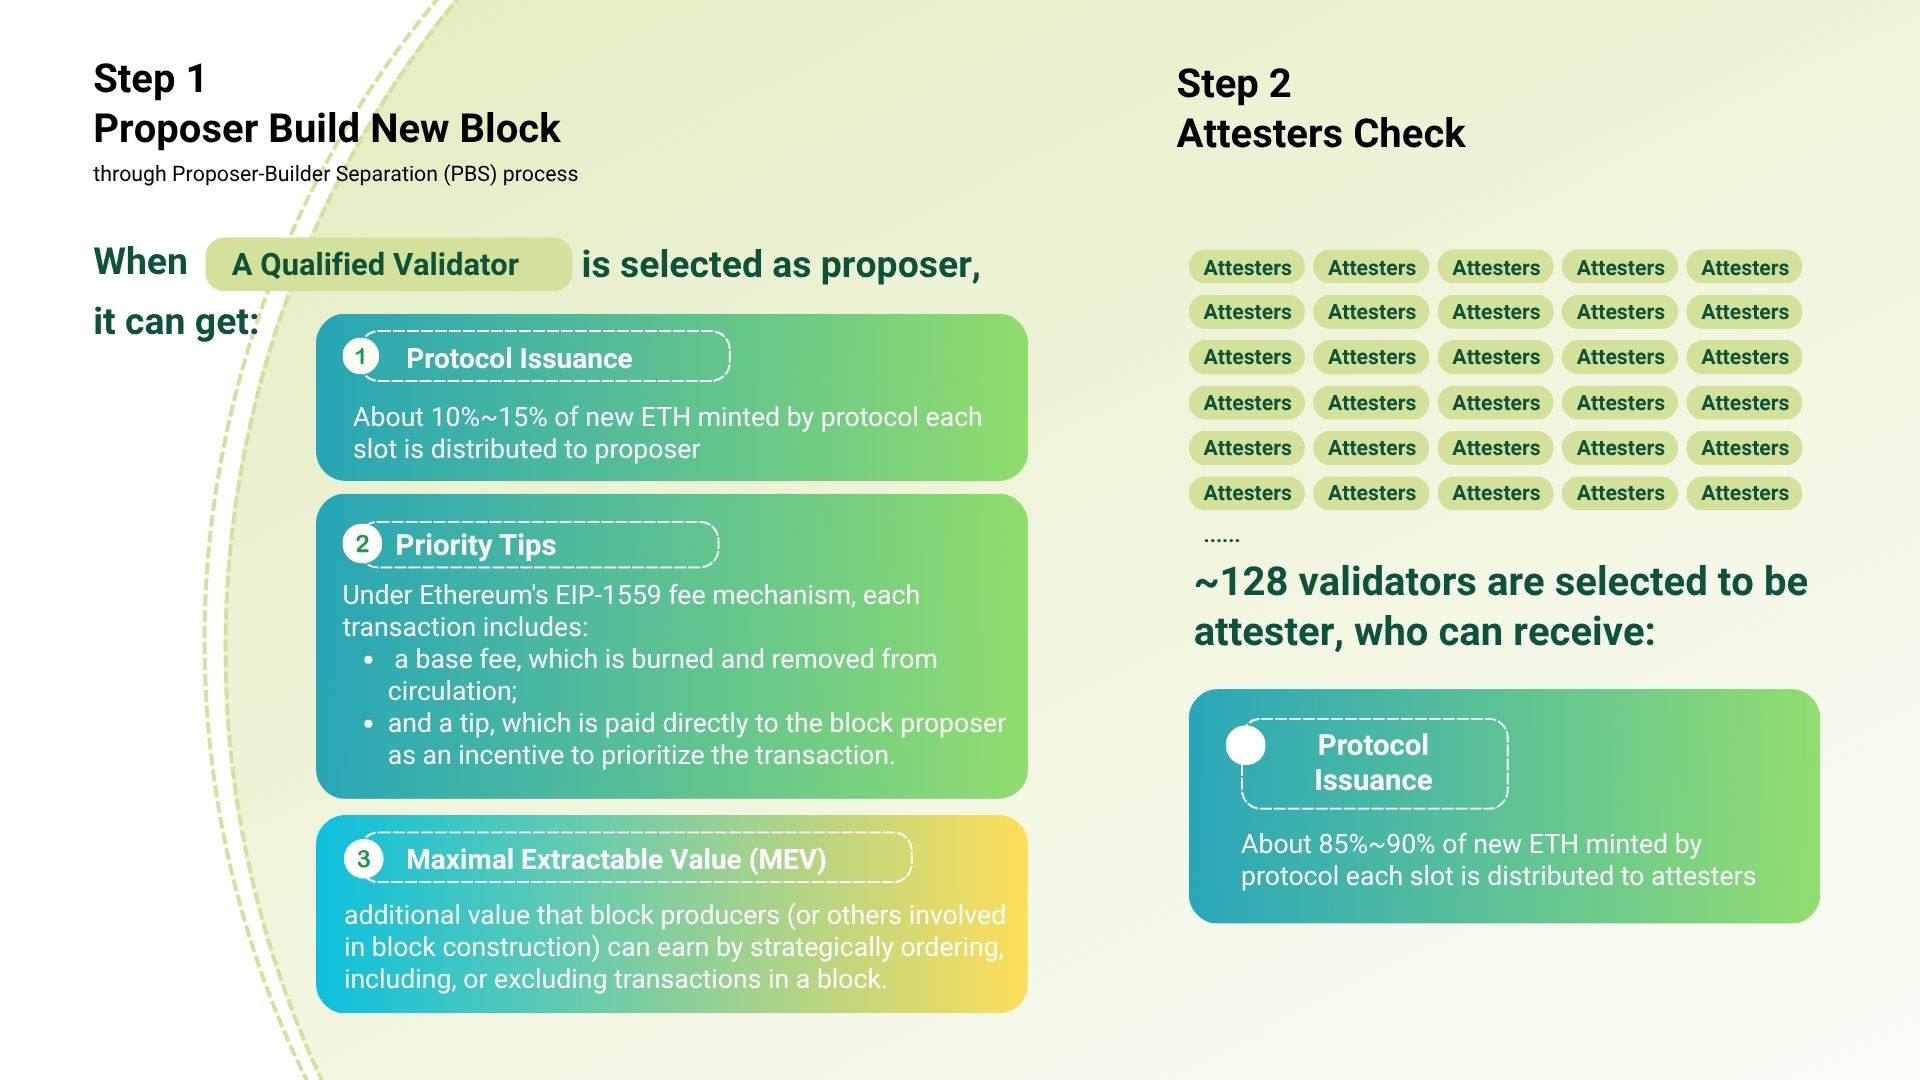 Step 1
Proposer Build New Block
through Proposer-Builder Separation (PBS) process
When A Qualified Validator is selected as proposer,
it can get:
1 Protocol Issuance
About 10%~15% of new ETH minted by protocol each
slot is distributed to proposer
2 Priority Tips
Under Ethereum's EIP-1559 fee mechanism, each
transaction includes:
• a base fee, which is burned and removed from
circulation;
• and a tip, which is paid directly to the block proposer
as an incentive to prioritize the transaction.
3 Maximal Extractable Value (MEV)
additional value that block producers (or others involved
in block construction) can earn by strategically ordering,
including, or excluding transactions in a block.
Step 2
Attesters Check
Attesters Attesters Attesters Attesters Attesters
Attesters Attesters Attesters Attesters Attesters
Attesters Attesters Attesters Attesters Attesters
Attesters Attesters Attesters Attesters Attesters
Attesters Attesters Attesters Attesters Attesters
Attesters Attesters Attesters Attesters Attesters
......
~128 validators are selected to be
attester, who can receive:
Protocol
Issuance
About 85%~90% of new ETH minted by
protocol each slot is distributed to attesters